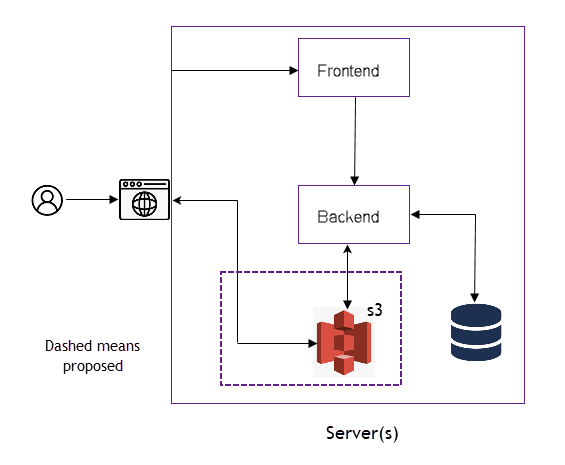 Frontend
Backend
s3
Dashed means
proposed
Server(s)